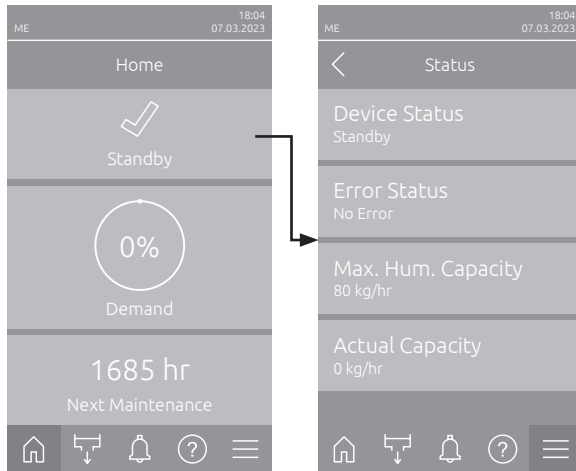 18:04
ME 07.03.2023
Home
Standby
0%
Demand
1685 hr
Next Maintenance
?
18:04
ME 07.03.2023
Status
Device Status
Standby
Error Status
No Error
Max. Hum. Capacity
80 kg/hr
Actual Capacity
0 kg/hr
?